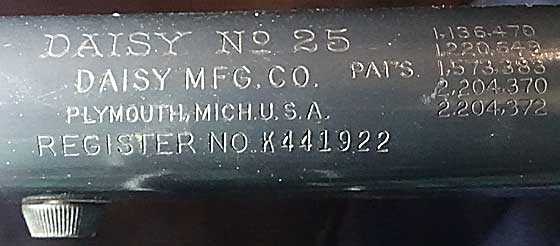 DAISY No 25
DAISY MFG. CO.
PLYMOUTH, MICH. U. S. A.
REGISTER NO. K441922
PAT'S.
1,136,470
1,220,649
1,573,383
2,204,370
2,204,372